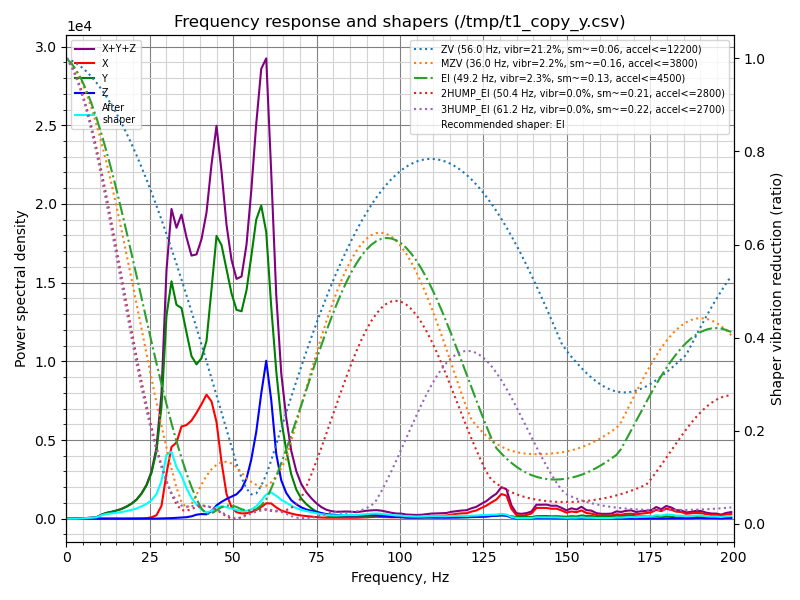 Frequency response and shapers (/tmp/t1_copy_y.csv)
1e4
X+Y+Z
X
Y
Z
After
shaper
ZV (56.0 Hz, vibr=21.2%, sm~=0.06, accel<=12200)
MZV (36.0 Hz, vibr=2.2%, sm~=0.16, accel<=3800)
EI (49.2 Hz, vibr=2.3%, sm~=0.13, accel<=4500)
2HUMP_EI (50.4 Hz, vibr=0.0%, sm~=0.21, accel<=2800)
3HUMP_EI (61.2 Hz, vibr=0.0%, sm~=0.22, accel<=2700)
Recommended shaper: EI
Power spectral density
3.0
2.5
2.0
1.5
1.0
0.5
0.0
1.0
0.8
0.6
0.4
0.2
0.0
Shaper vibration reduction (ratio)
0 25 50 75 100 125 150 175 200
Frequency, Hz